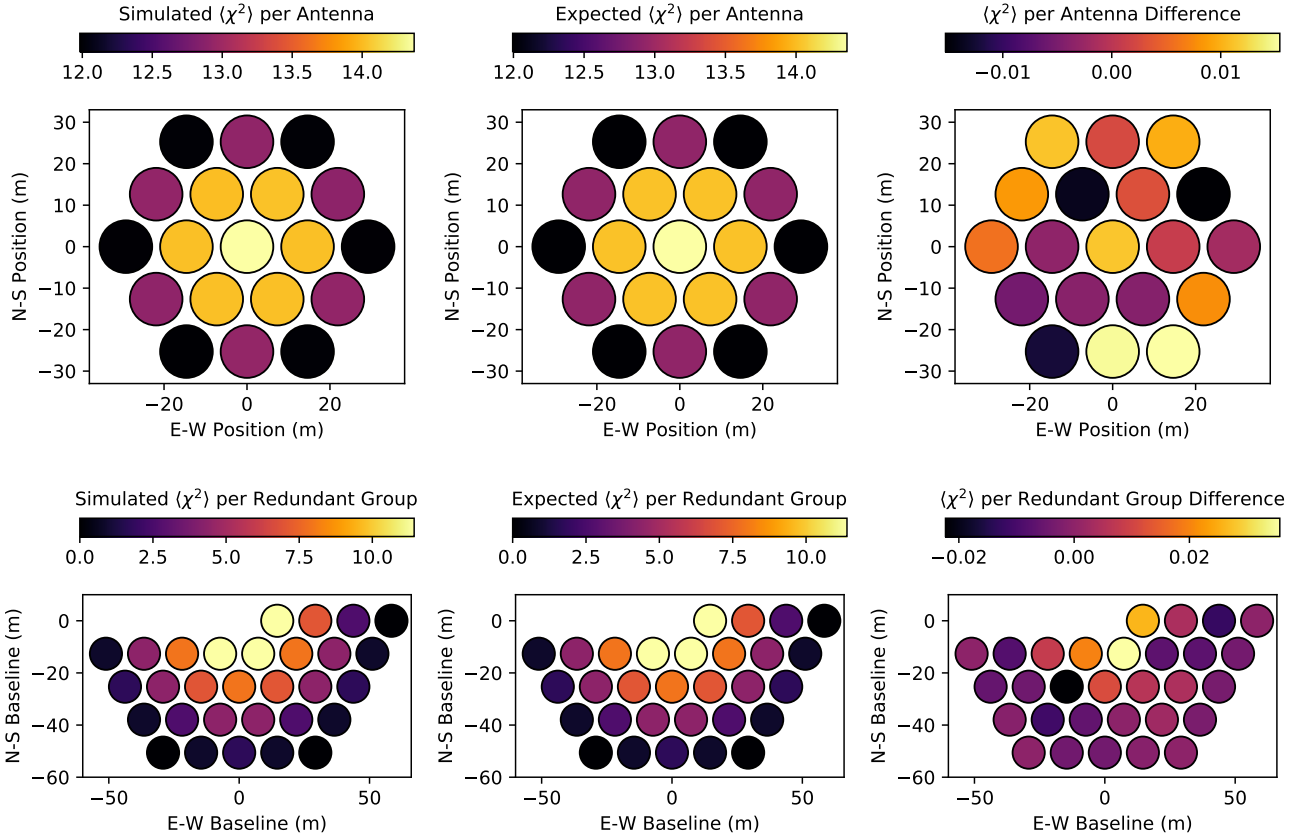 Simulated ⟨χ²⟩ per Antenna
12.0 12.5 13.0 13.5 14.0
30
20
10
0
−10
−20
−30
N-S Position (m)
−20 0 20
E-W Position (m)
Expected ⟨χ²⟩ per Antenna
12.0 12.5 13.0 13.5 14.0
30
20
10
0
−10
−20
−30
N-S Position (m)
−20 0 20
E-W Position (m)
⟨χ²⟩ per Antenna Difference
−0.01 0.00 0.01
30
20
10
0
−10
−20
−30
N-S Position (m)
−20 0 20
E-W Position (m)
Simulated ⟨χ²⟩ per Redundant Group
0.0 2.5 5.0 7.5 10.0
0
−20
−40
−60
N-S Baseline (m)
−50 0 50
E-W Baseline (m)
Expected ⟨χ²⟩ per Redundant Group
0.0 2.5 5.0 7.5 10.0
0
−20
−40
−60
N-S Baseline (m)
−50 0 50
E-W Baseline (m)
⟨χ²⟩ per Redundant Group Difference
−0.02 0.00 0.02
0
−20
−40
−60
N-S Baseline (m)
−50 0 50
E-W Baseline (m)